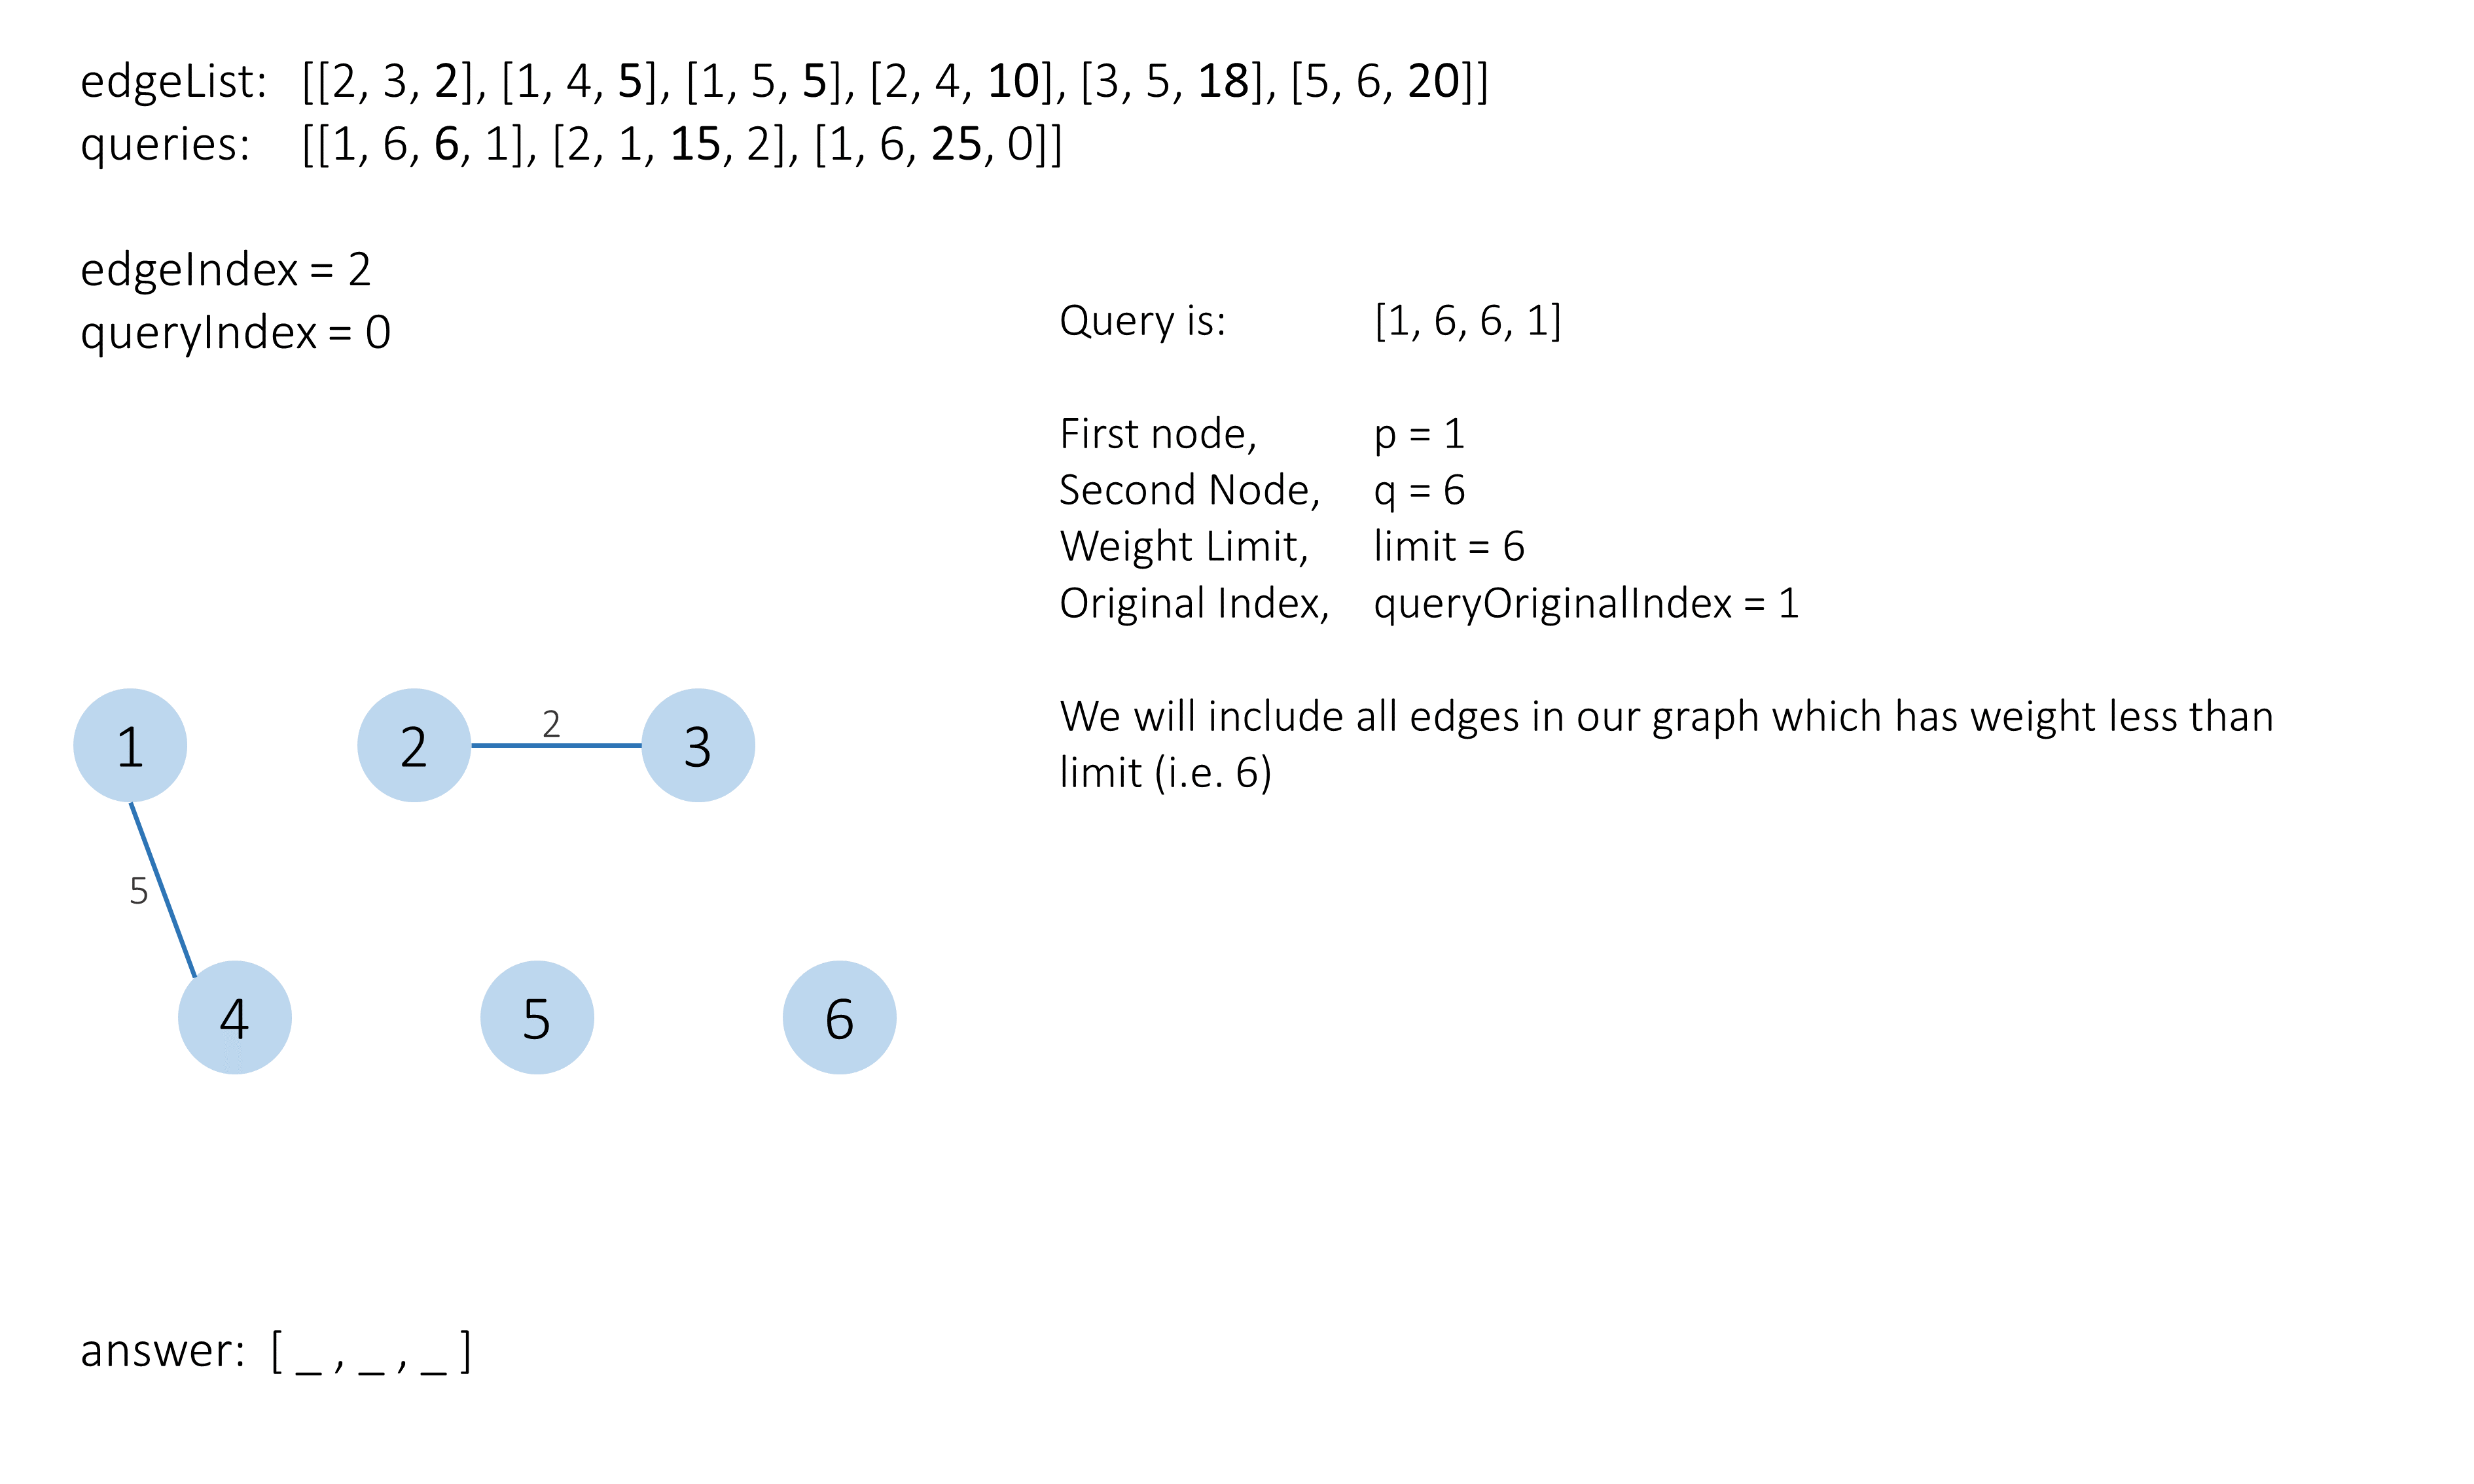 edgeList: [[2, 3, 2], [1, 4, 5], [1, 5, 5], [2, 4, 10], [3, 5, 18], [5, 6, 20]]
queries: [[1, 6, 6, 1], [2, 1, 15, 2], [1, 6, 25, 0]]
edgeIndex = 2
queryIndex = 0
Query is: [1, 6, 6, 1]
First node, p = 1
Second Node, q = 6
Weight Limit, limit = 6
Original Index, queryOriginalIndex = 1
We will include all edges in our graph which has weight less than
limit (i.e. 6)
1 2 2 3
5
4 5 6
answer: [ _ , _ , _ ]